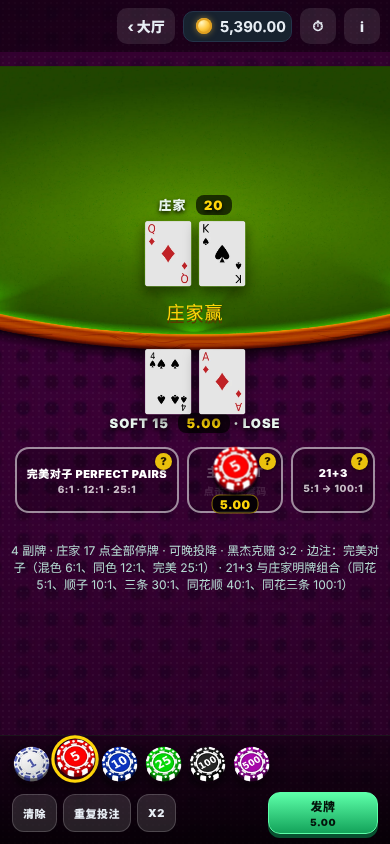 ‹ 大厅
5,390.00
⏱
i
庄家 20
Q
K
庄家赢
4
A
SOFT 15 5.00 · LOSE
完美对子 PERFECT PAIRS
6:1 · 12:1 · 25:1
?
5
?
5.00
21+3
5:1 → 100:1
?
4 副牌 · 庄家 17 点全部停牌 · 可晚投降 · 黑杰克赔 3:2 · 边注：完美对
子（混色 6:1、同色 12:1、完美 25:1） · 21+3 与庄家明牌组合（同花
5:1、顺子 10:1、三条 30:1、同花顺 40:1、同花三条 100:1）
1
5
10
25
100
500
清除
重复投注
X2
发牌
5.00